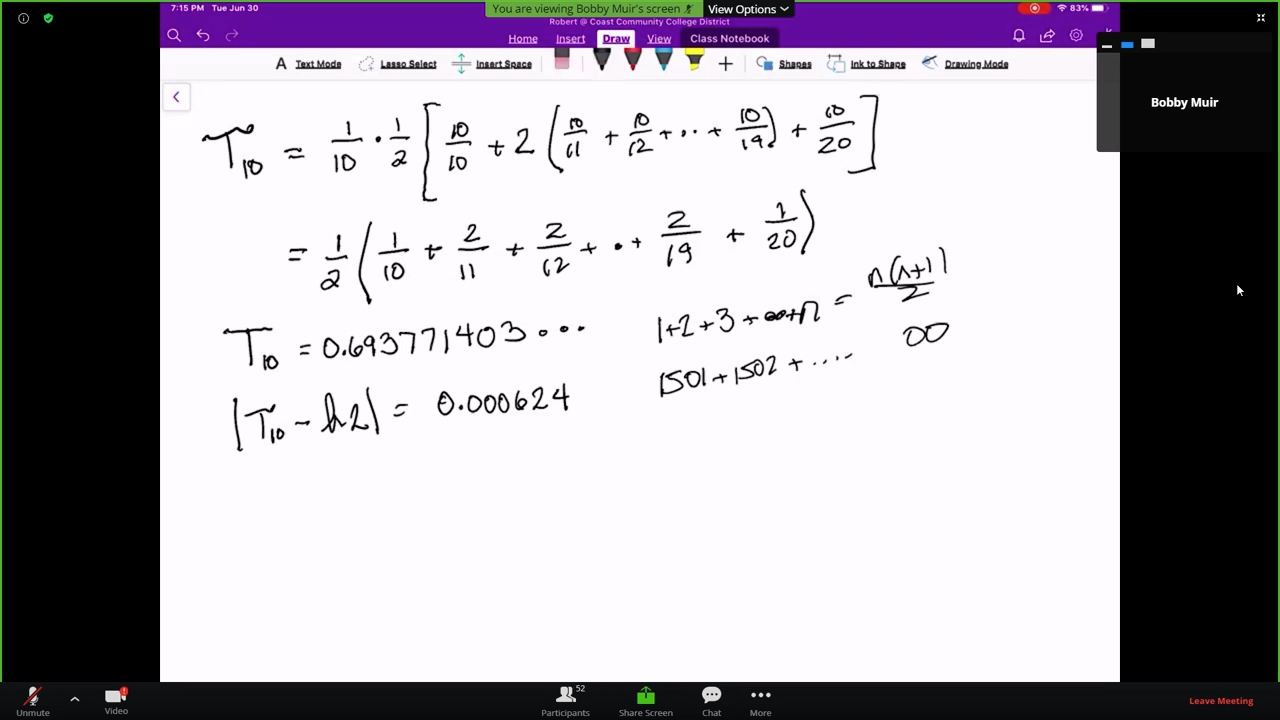 You are viewing Bobby Muir's screen View Options
7:15 PM Tue Jun 30 83%
Robert @ Coast Community College District
Home Insert Draw View Class Notebook
A Text Mode Lasso Select Insert Space + Shapes Ink to Shape Drawing Mode
Bobby Muir
T₁₀ = 1/10 · 1/2 [ 10/10 + 2 ( 10/11 + 10/12 + ·· + 10/19 ) + 10/20 ]
= 1/2 ( 1/10 + 2/11 + 2/12 + · + 2/19 + 1/20 )
1+2+3+ ∞+n = n(n+1)/2
T₁₀ = 0.693771403...
1501+1502+.... 00
|T₁₀ - ln2| = 0.000624
Unmute Video Participants 52 Share Screen Chat More Leave Meeting